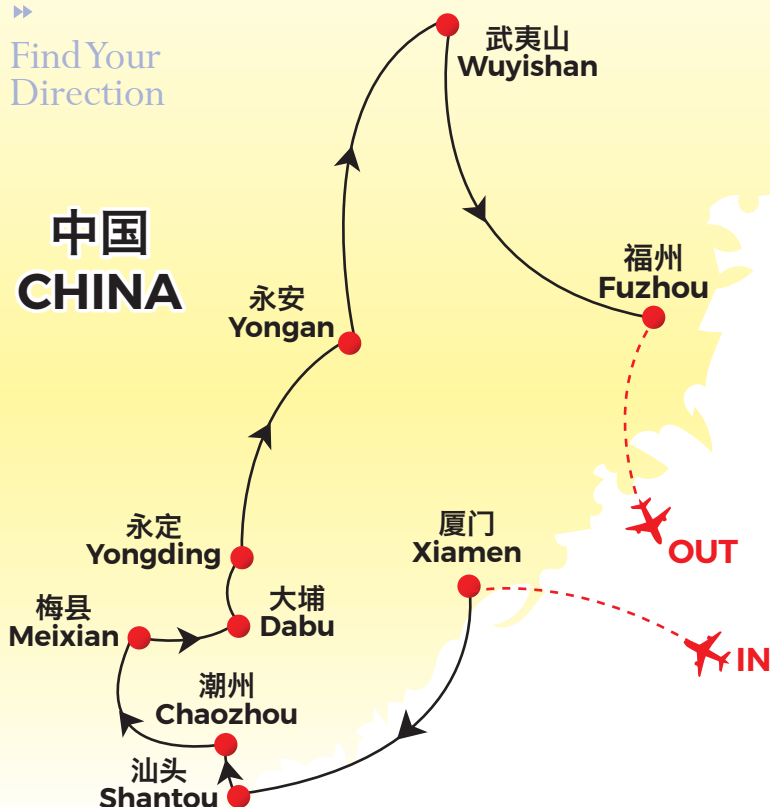 Find Your
Direction
武夷山
Wuyishan
中国
CHINA
福州
Fuzhou
永安
Yongan
永定
Yongding
厦门
Xiamen
OUT
梅县
Meixian
大埔
Dabu
IN
潮州
Chaozhou
汕头
Shantou